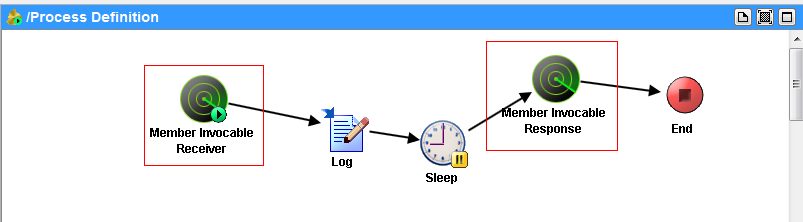 /Process Definition
Member Invocable
Receiver
Log
Sleep
Member Invocable
Response
End